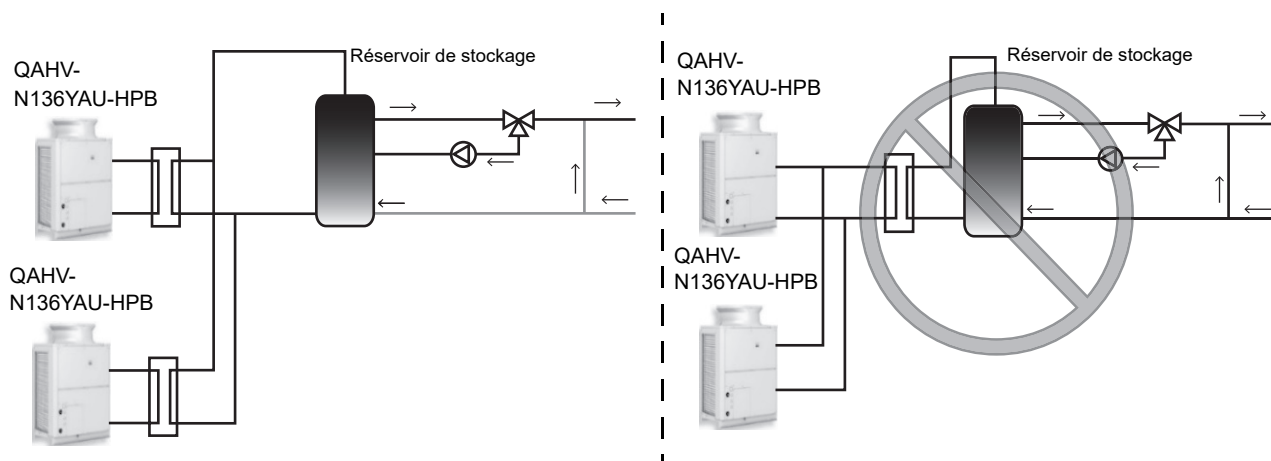 Réservoir de stockage
QAHV-
N136YAU-HPB
QAHV-
N136YAU-HPB
Réservoir de stockage
QAHV-
N136YAU-HPB
QAHV-
N136YAU-HPB